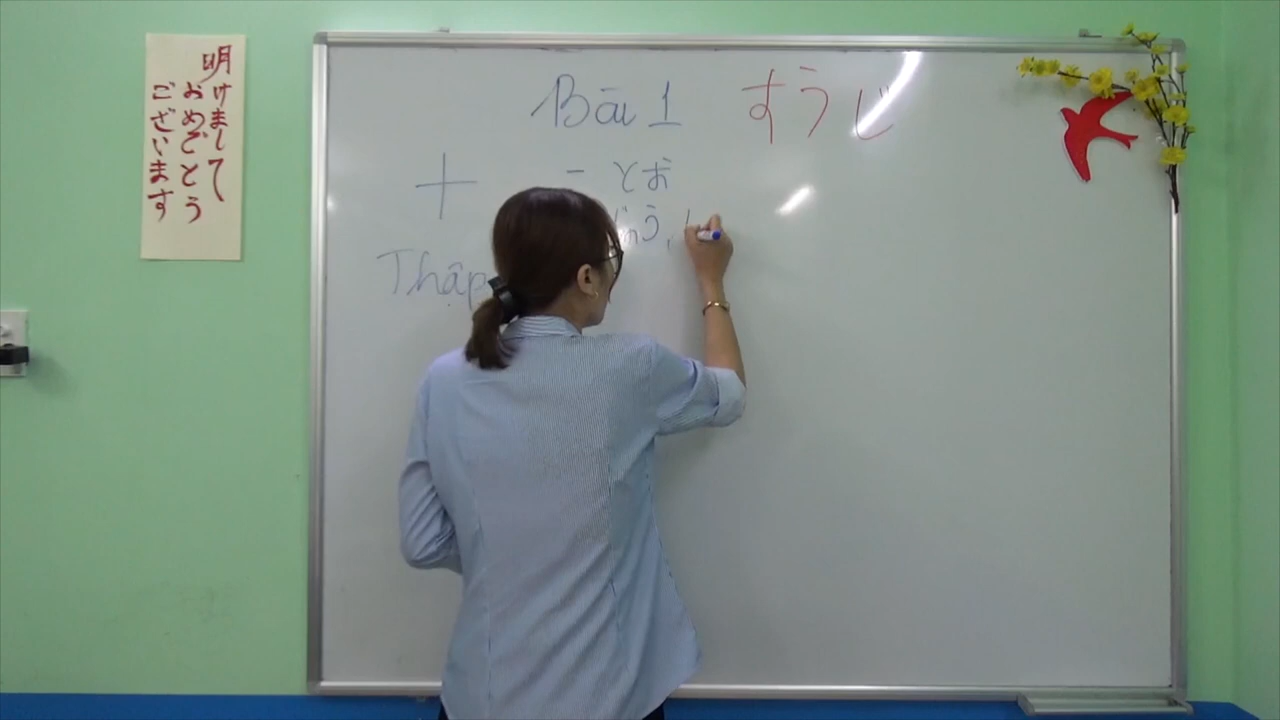 明けまして
おめでとう
ございます
Bài 1 すうじ
十 - とお
Thập